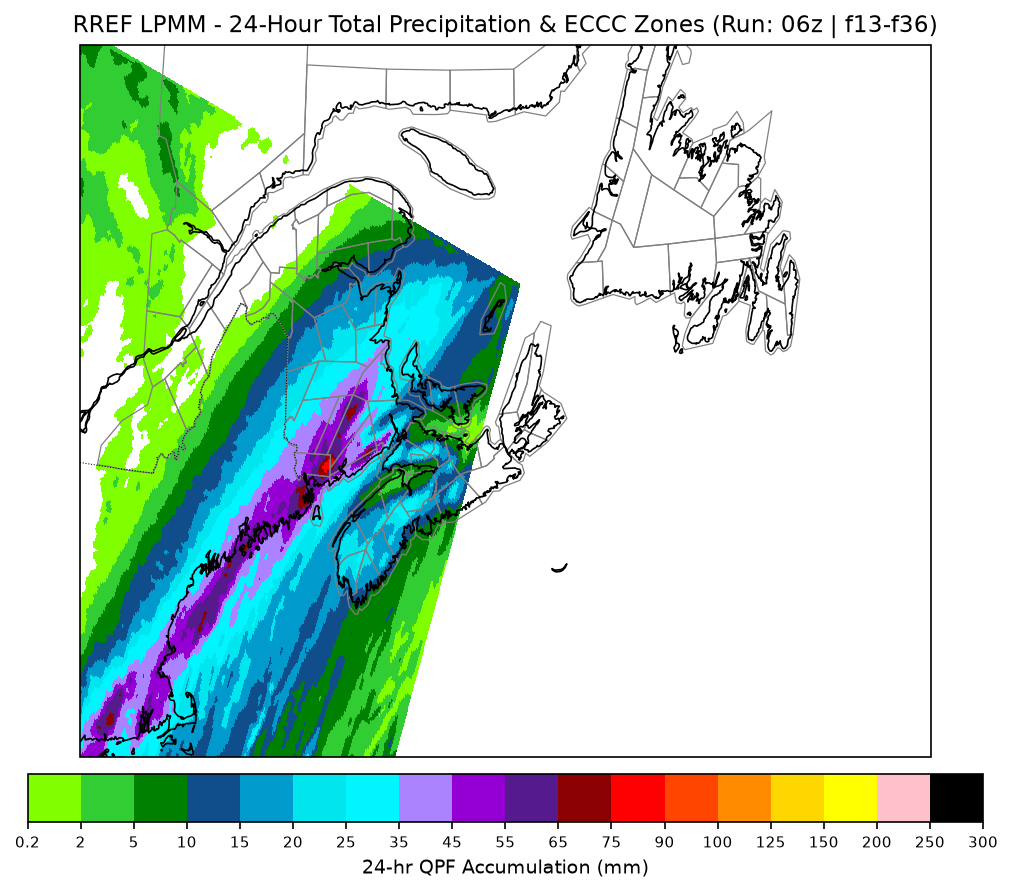 RREF LPMM - 24-Hour Total Precipitation & ECCC Zones (Run: 06z | f13-f36)
0.2 2 5 10 15 20 25 35 45 55 65 75 85 90 100 125 150 200 250 300
24-hr QPF Accumulation (mm)